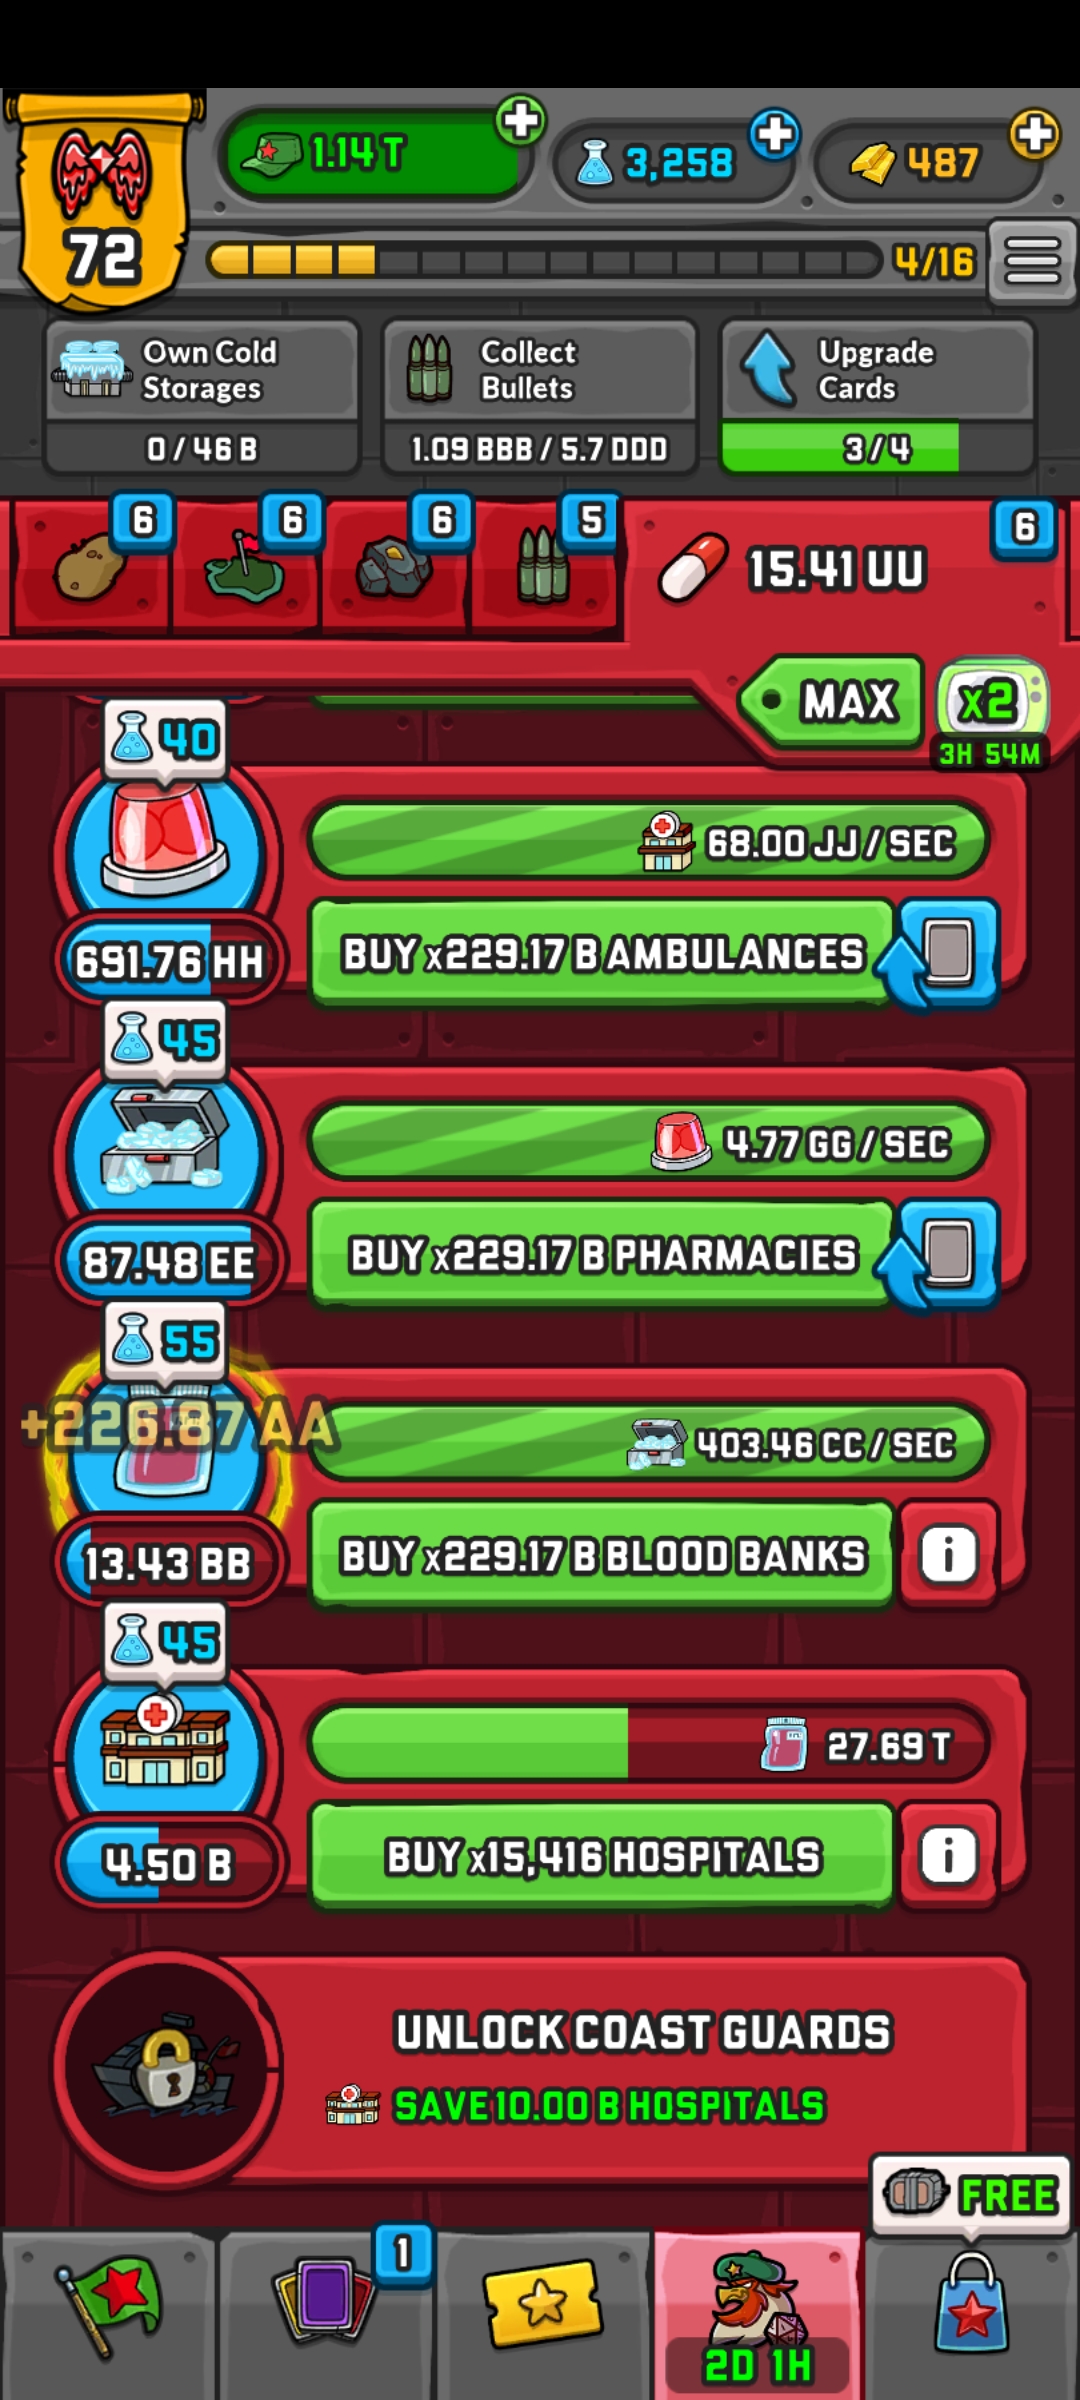 1.14 T
3,258
487
72
4/16
Own Cold
Storages
0 / 46 B
Collect
Bullets
1.09 BBB / 5.7 DDD
Upgrade
Cards
3/4
6
6
6
5
15.41 UU
6
MAX
x2
3H 54M
40
68.00 JJ / SEC
691.76 HH
BUY x229.17 B AMBULANCES
45
4.77 GG / SEC
87.48 EE
BUY x229.17 B PHARMACIES
55
+226.87 AA
403.46 CC / SEC
13.43 BB
BUY x229.17 B BLOOD BANKS
i
45
27.69 T
4.50 B
BUY x15,416 HOSPITALS
i
UNLOCK COAST GUARDS
SAVE 10.00 B HOSPITALS
FREE
1
2D 1H